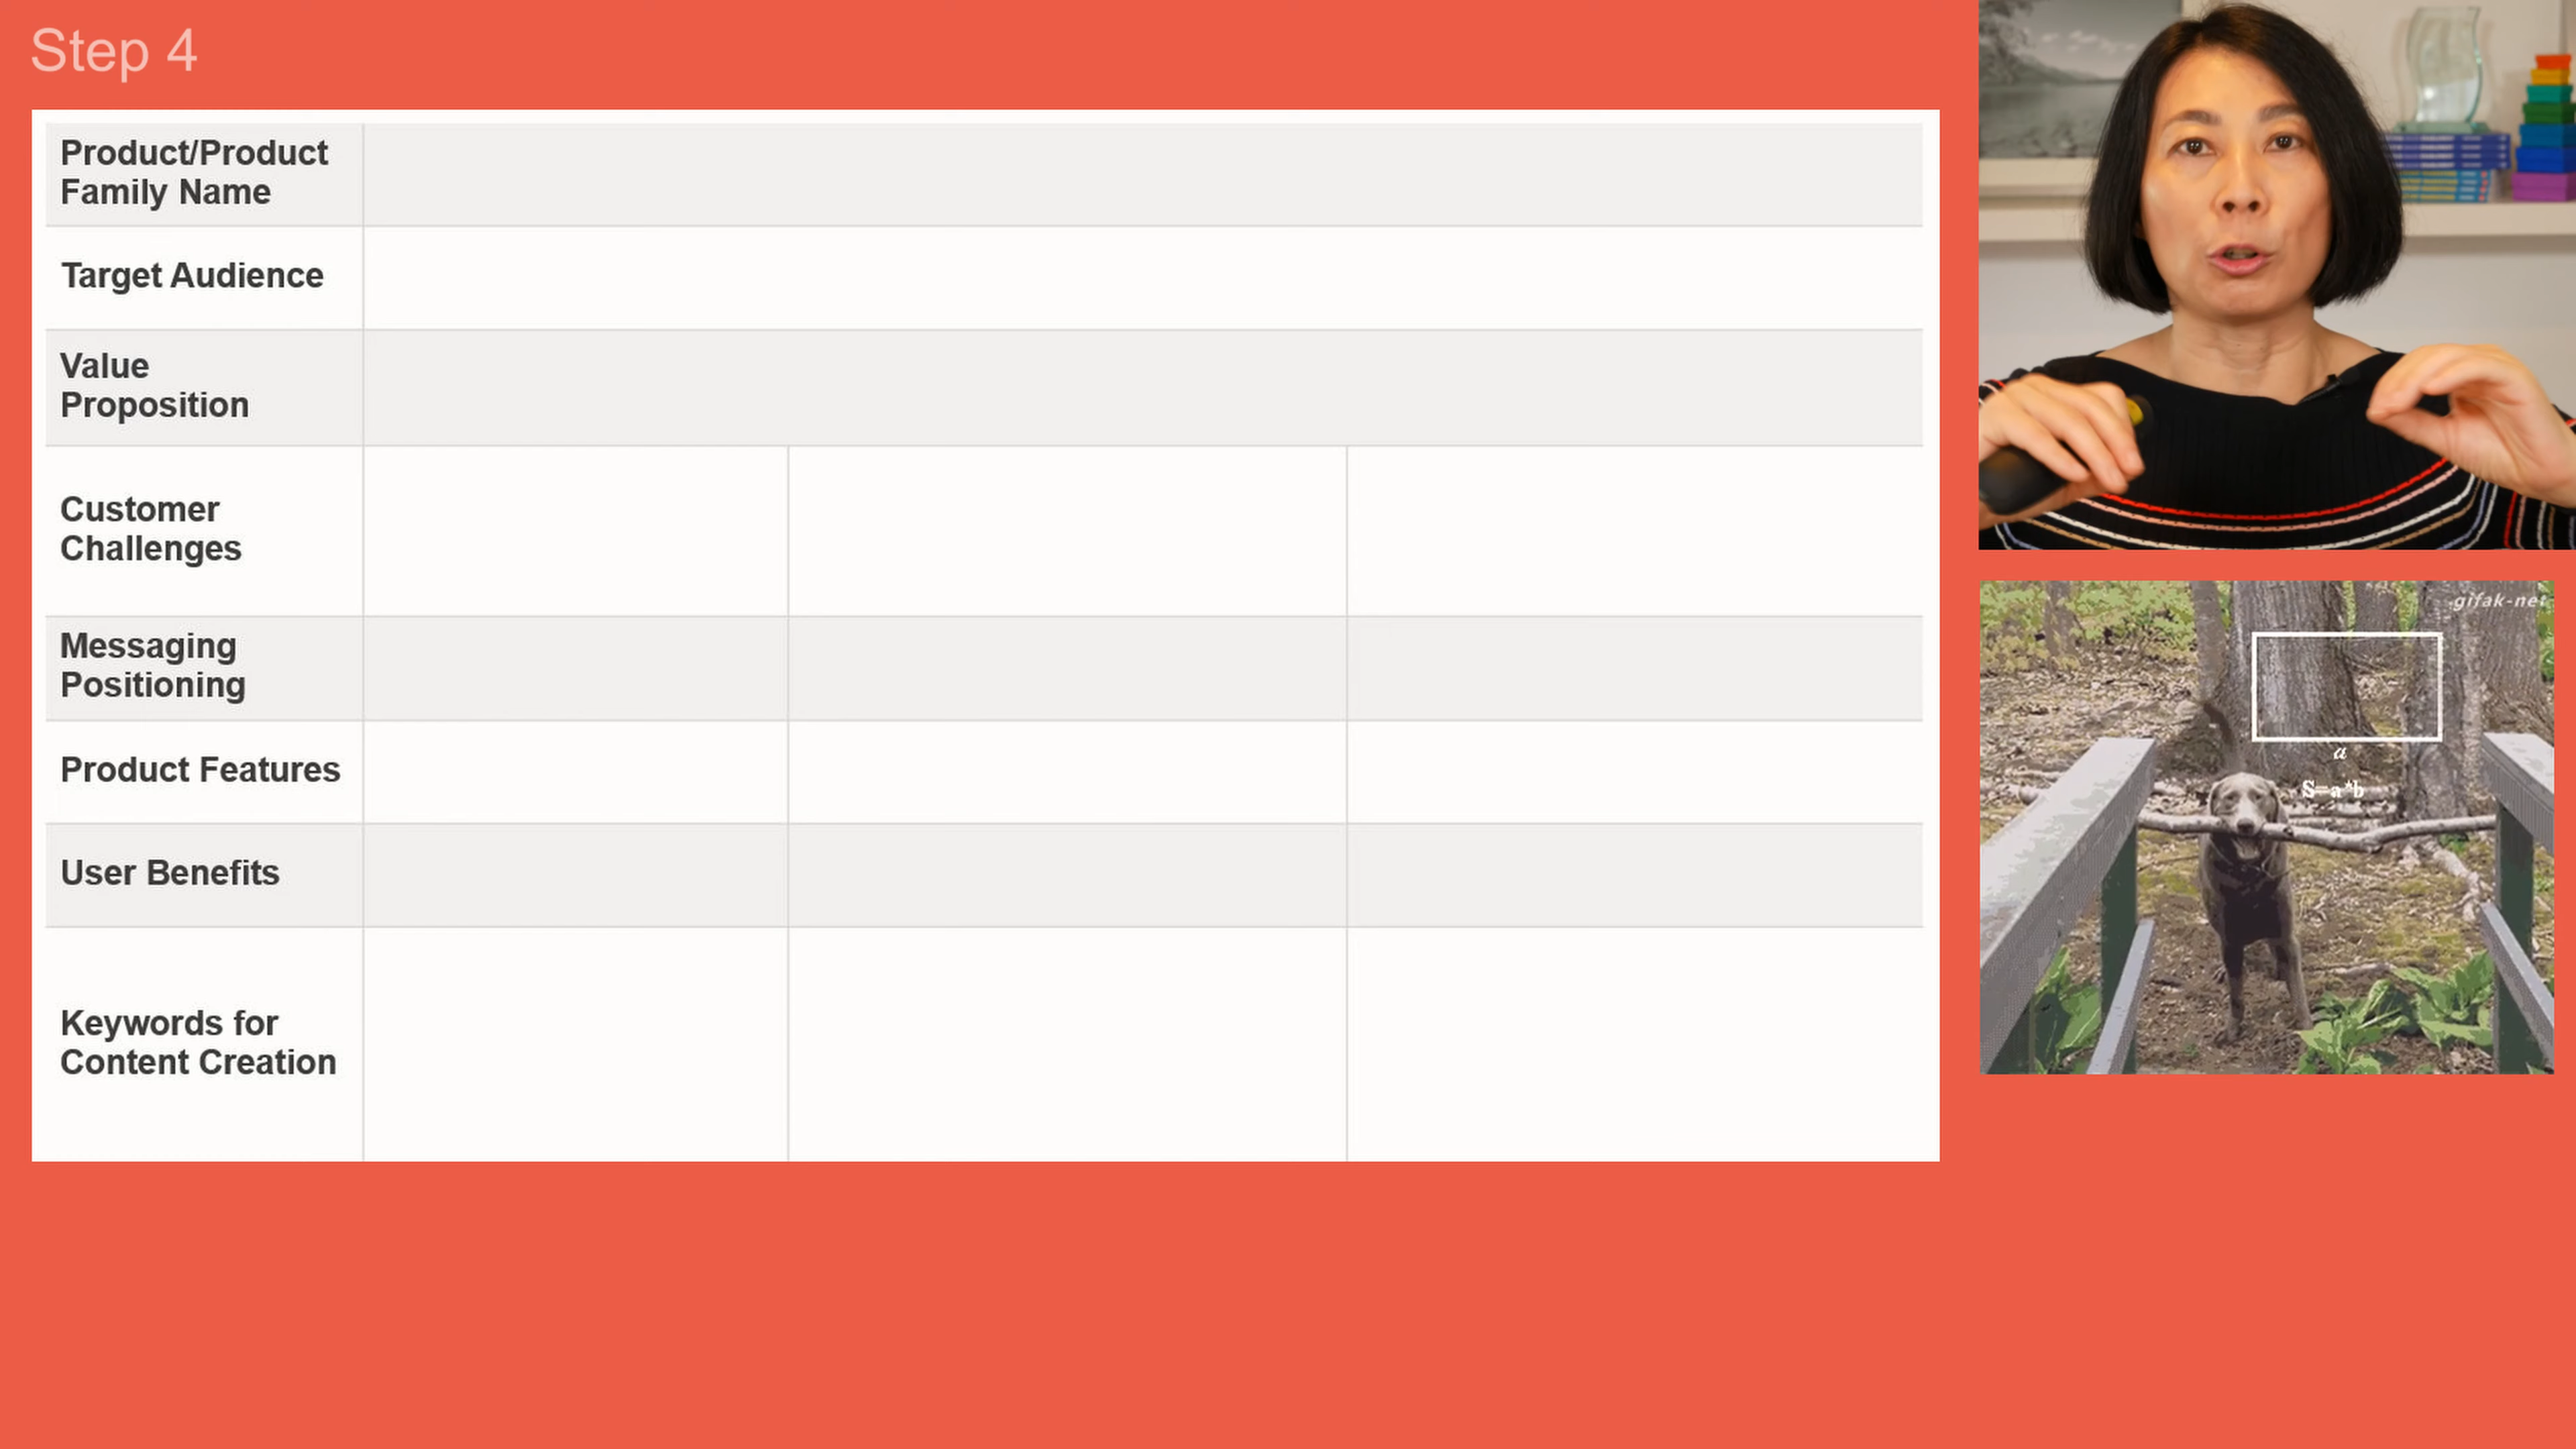 Step 4
Product/Product
Family Name
Target Audience
Value
Proposition
Customer
Challenges
Messaging
Positioning
Product Features
User Benefits
Keywords for
Content Creation
gifak-net
a
S=a*b